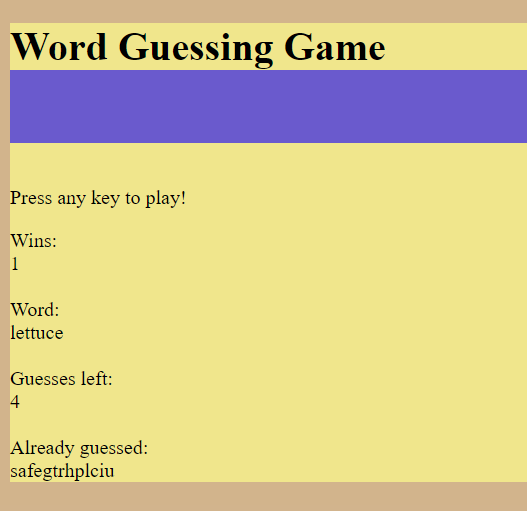 Word Guessing Game
Press any key to play!
Wins:
1
Word:
lettuce
Guesses left:
4
Already guessed:
safegtrhplciu